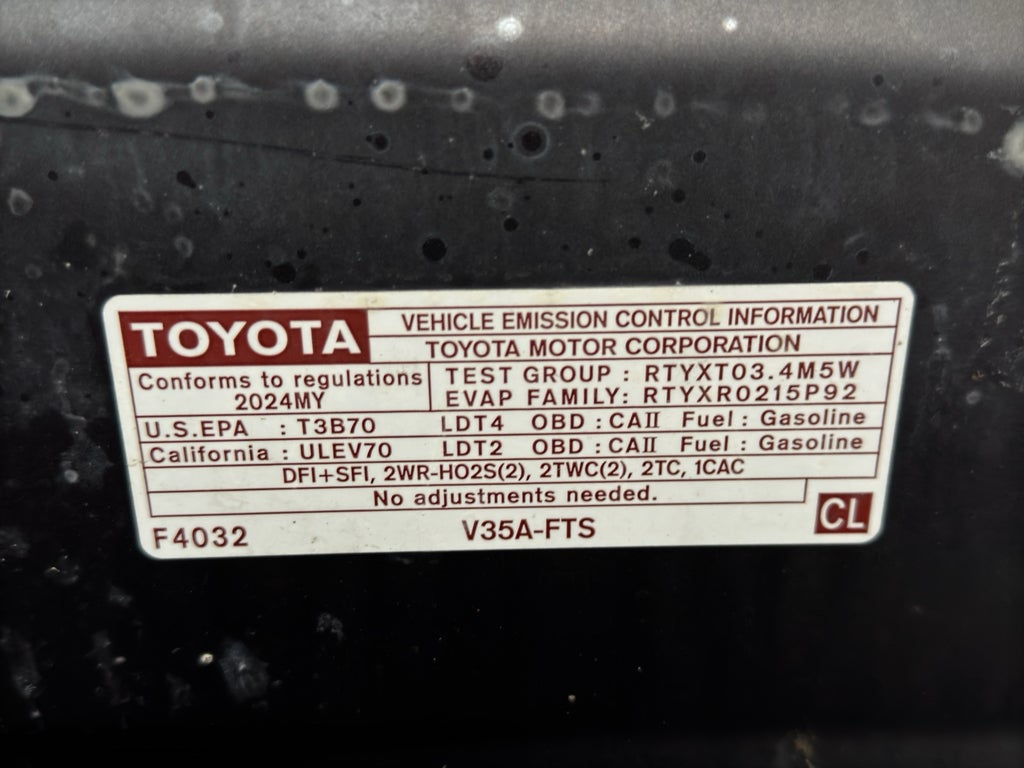 TOYOTA
VEHICLE EMISSION CONTROL INFORMATION
TOYOTA MOTOR CORPORATION
Conforms to regulations
2024MY
TEST GROUP : RTYXT03.4M5W
EVAP FAMILY: RTYXR0215P92
U.S.EPA : T3B70 LDT4 OBD : CAII Fuel : Gasoline
California : ULEV70 LDT2 OBD : CAII Fuel : Gasoline
DFI+SFI, 2WR-HO2S(2), 2TWC(2), 2TC, 1CAC
No adjustments needed.
F4032 V35A-FTS CL